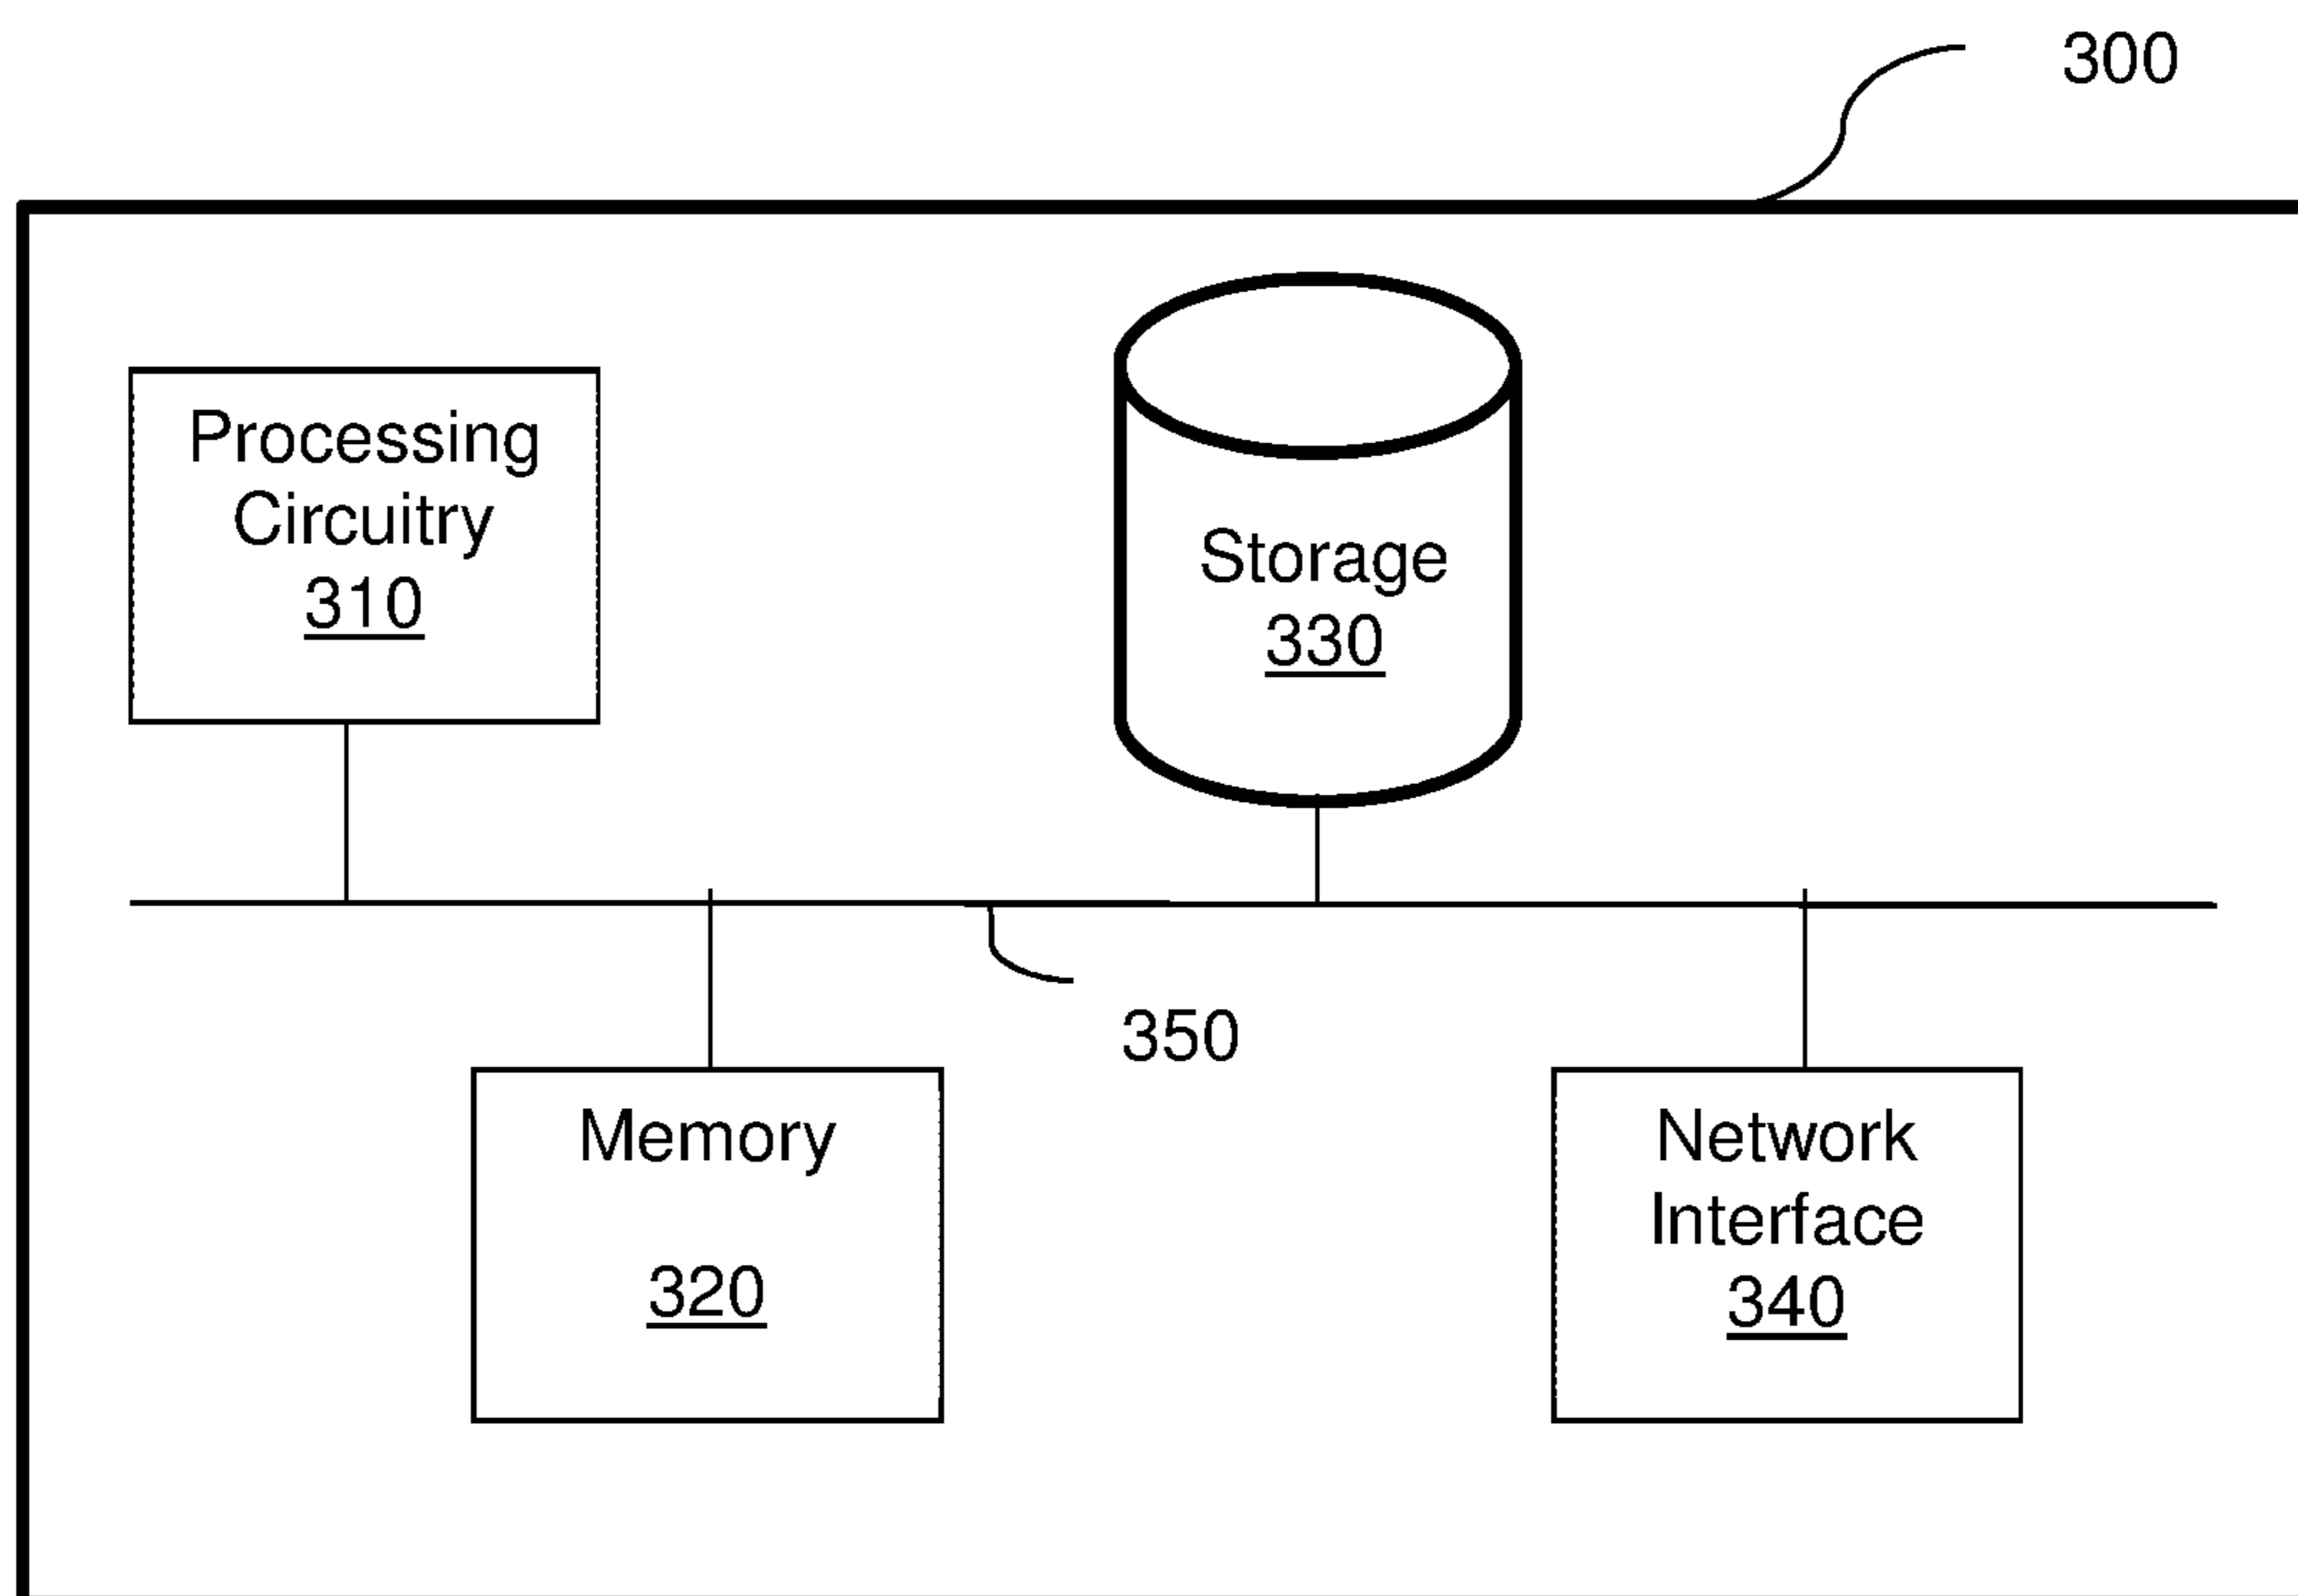 300
Processing
Circuitry
310
Storage
330
350
Memory
320
Network
Interface
340